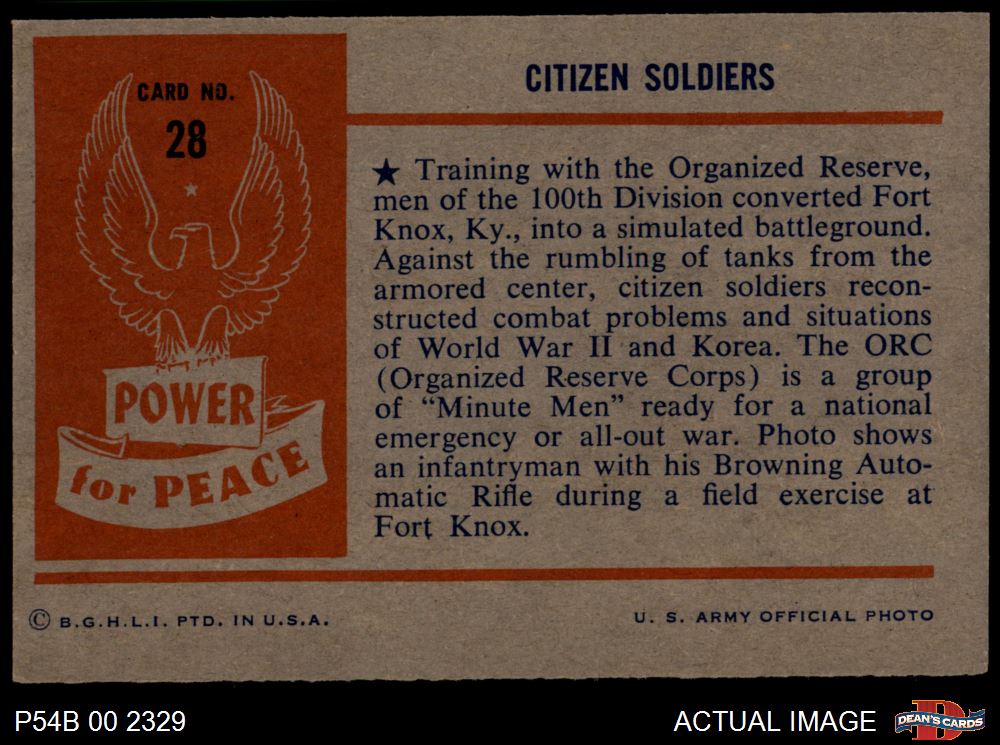 CARD NO.
28
POWER
for PEACE
CITIZEN SOLDIERS
★ Training with the Organized Reserve,
men of the 100th Division converted Fort
Knox, Ky., into a simulated battleground.
Against the rumbling of tanks from the
armored center, citizen soldiers recon-
structed combat problems and situations
of World War II and Korea. The ORC
(Organized Reserve Corps) is a group
of “Minute Men” ready for a national
emergency or all-out war. Photo shows
an infantryman with his Browning Auto-
matic Rifle during a field exercise at
Fort Knox.
© B.G.H.L.I. PTD. IN U.S.A.
U. S. ARMY OFFICIAL PHOTO
P54B 00 2329
ACTUAL IMAGE
D
DEAN'S CARDS